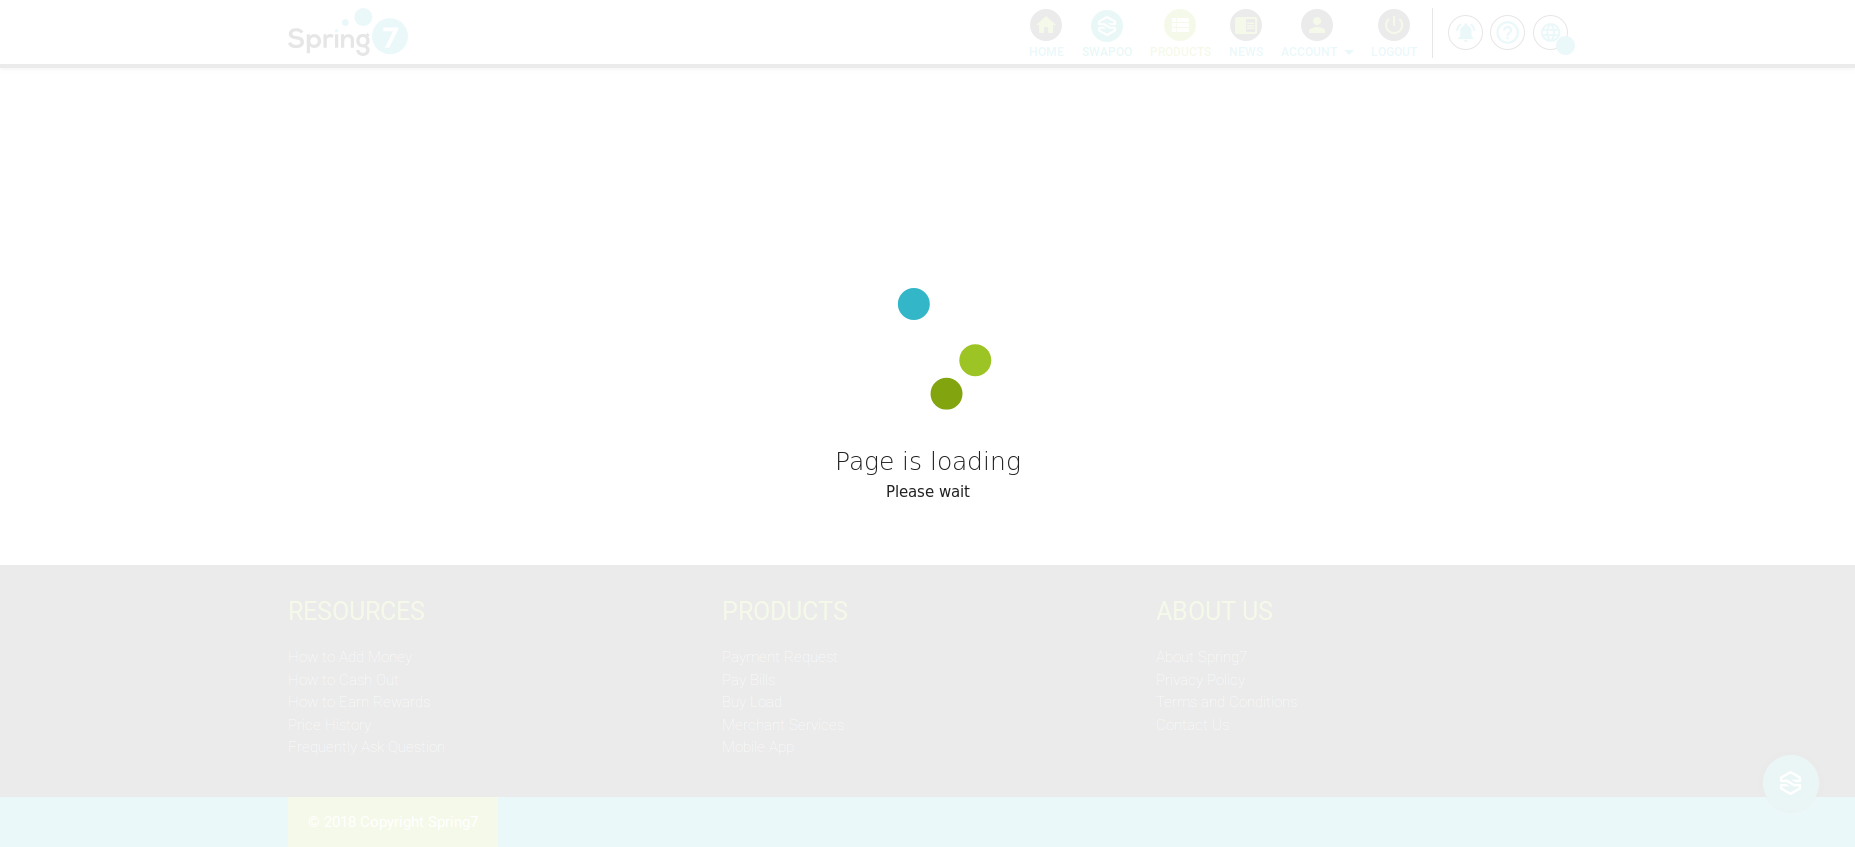 Spring7
HOME SWAPOO PRODUCTS NEWS ACCOUNT LOGOUT
Page is loading
Please wait
RESOURCES
How to Add Money
How to Cash Out
How to Earn Rewards
Price History
Frequently Ask Question
PRODUCTS
Payment Request
Pay Bills
Buy Load
Merchant Services
Mobile App
ABOUT US
About Spring7
Privacy Policy
Terms and Conditions
Contact Us
© 2018 Copyright Spring7